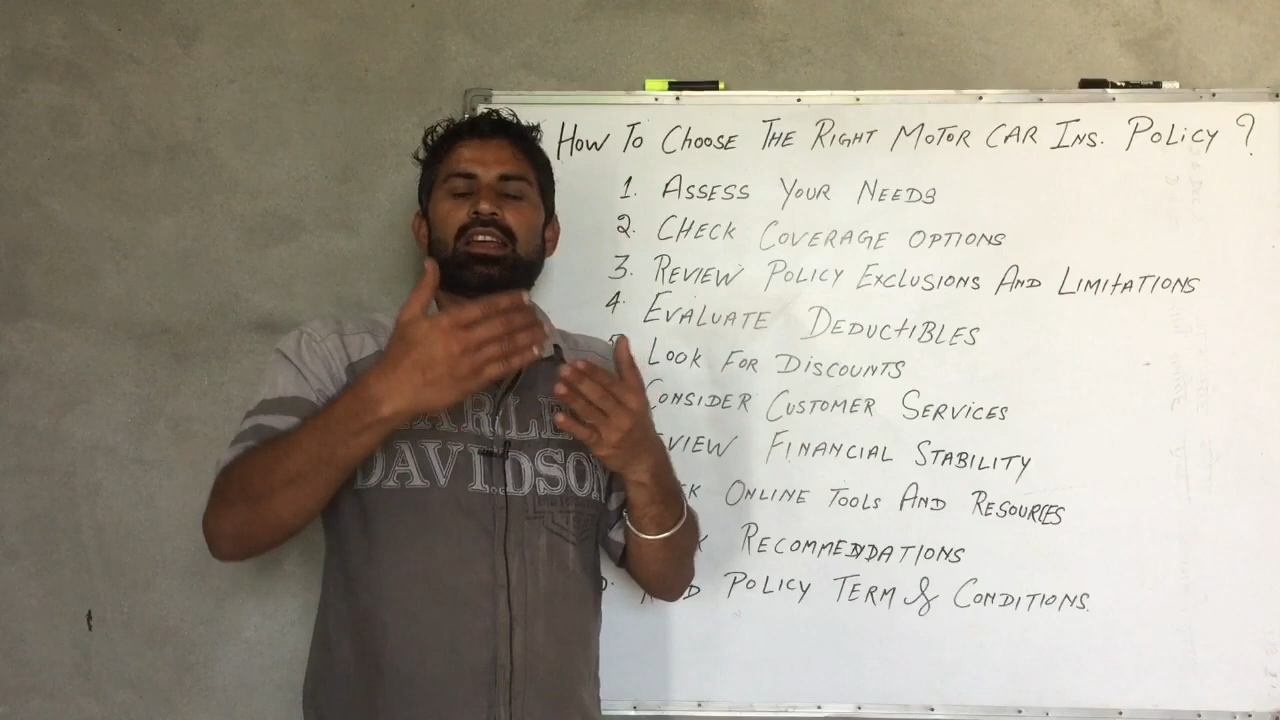 How To Choose The Right Motor Car Ins. Policy ?
1. Assess Your Needs
2. Check Coverage Options
3. Review Policy Exclusions And Limitations
4. Evaluate Deductibles
Look For Discounts
Consider Customer Services
Financial Stability
Online Tools And Resources
Recommendations
Policy Term & Conditions.
DAVIDSON